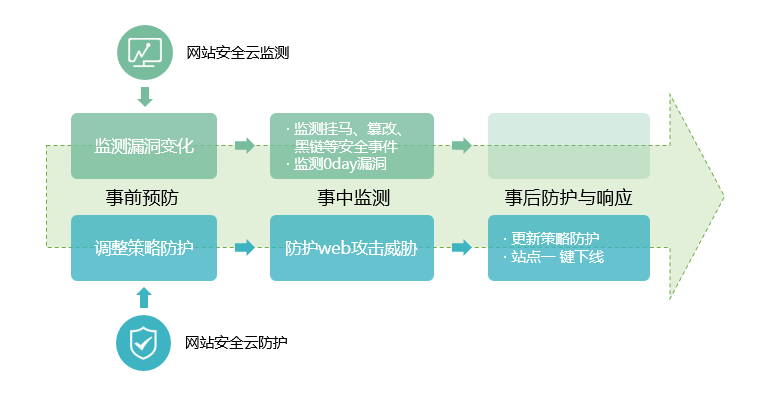 网站安全云监测
监测漏洞变化
· 监测挂马、篡改、
黑链等安全事件
· 监测0day漏洞
事前预防
事中监测
事后防护与响应
调整策略防护
防护web攻击威胁
· 更新策略防护
· 站点一 键下线
网站安全云防护